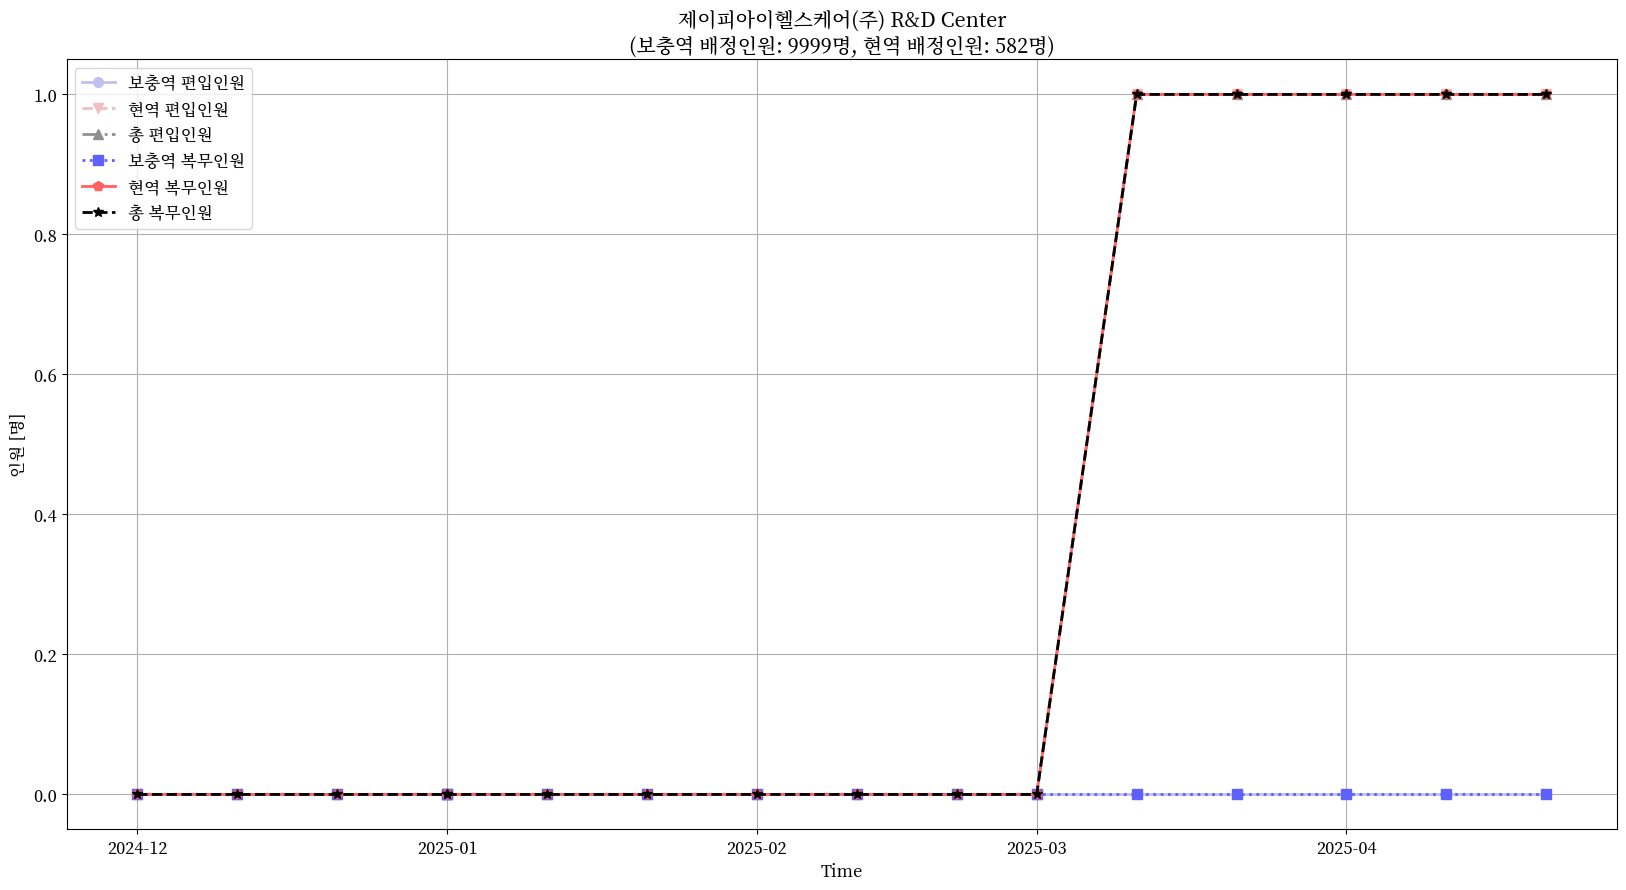 제이피아이헬스케어(주) R&D Center
(보충역 배정인원: 9999명, 현역 배정인원: 582명)
보충역 편입인원
현역 편입인원
총 편입인원
보충역 복무인원
현역 복무인원
총 복무인원
1.0
0.8
0.6
0.4
0.2
0.0
인원 [명]
2024-12
2025-01
2025-02
2025-03
2025-04
Time